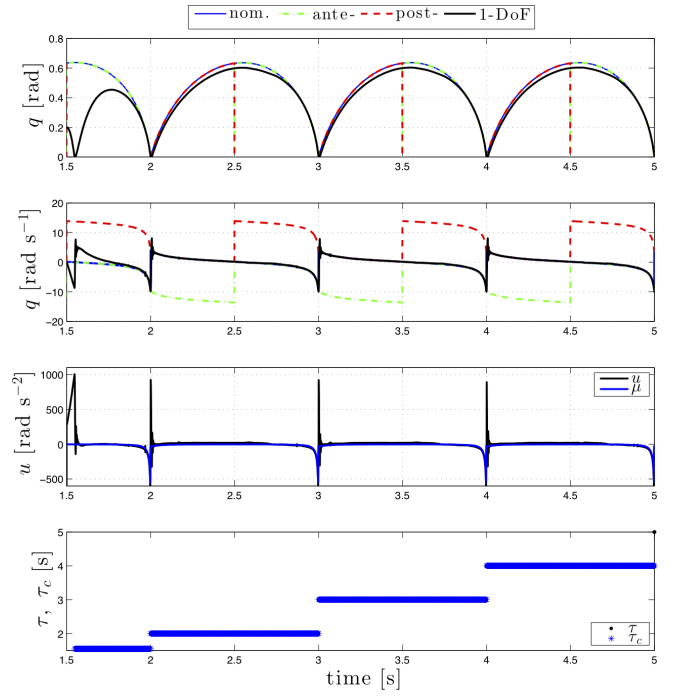 nom. ante- post- 1-DoF
0.8
0.6
0.4
0.2
0
q [rad]
1.5 2 2.5 3 3.5 4 4.5 5
20
10
0
−10
−20
q [rad s−1]
1.5 2 2.5 3 3.5 4 4.5 5
1000
500
0
−500
u [rad s−2]
u
μ
1.5 2 2.5 3 3.5 4 4.5 5
5
4
3
2
τ, τc [s]
τ
τc
1.5 2 2.5 3 3.5 4 4.5 5
time [s]